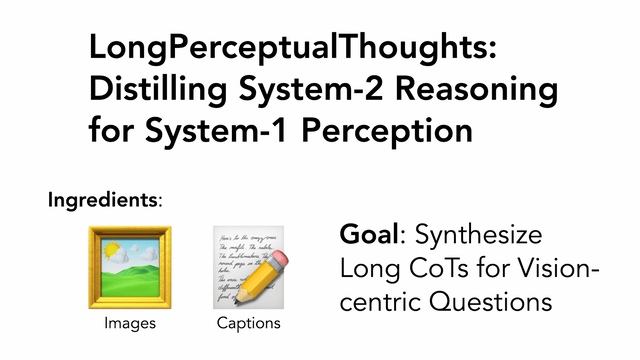 LongPerceptualThoughts:
Distilling System-2 Reasoning
for System-1 Perception
Ingredients:
Goal: Synthesize
Long CoTs for Vision-
centric Questions
Images
Captions